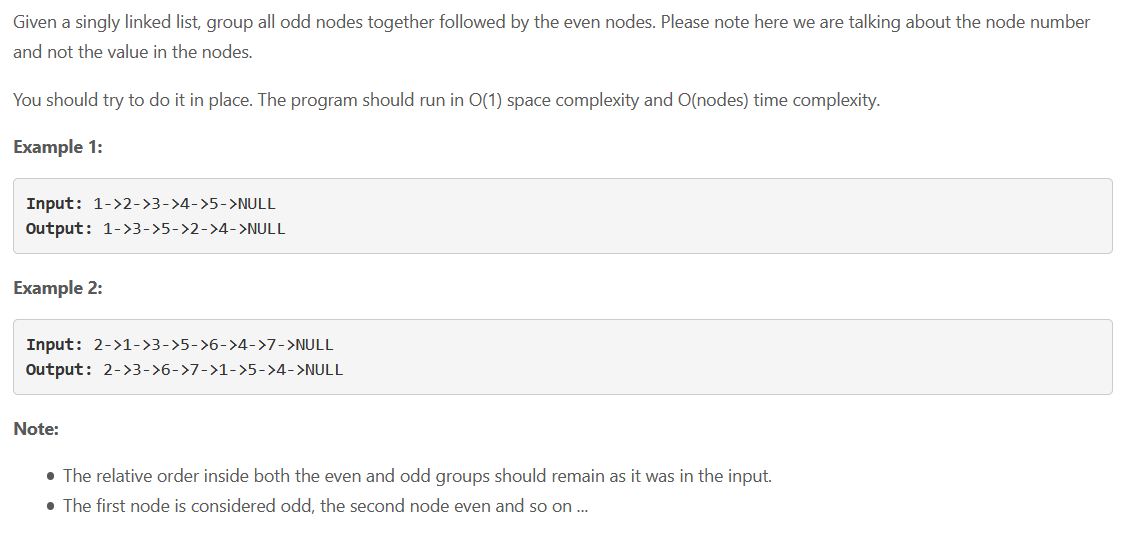 Given a singly linked list, group all odd nodes together followed by the even nodes. Please note here we are talking about the node number
and not the value in the nodes.
You should try to do it in place. The program should run in O(1) space complexity and O(nodes) time complexity.
Example 1:
Input: 1->2->3->4->5->NULL
Output: 1->3->5->2->4->NULL
Example 2:
Input: 2->1->3->5->6->4->7->NULL
Output: 2->3->6->7->1->5->4->NULL
Note:
• The relative order inside both the even and odd groups should remain as it was in the input.
• The first node is considered odd, the second node even and so on ...